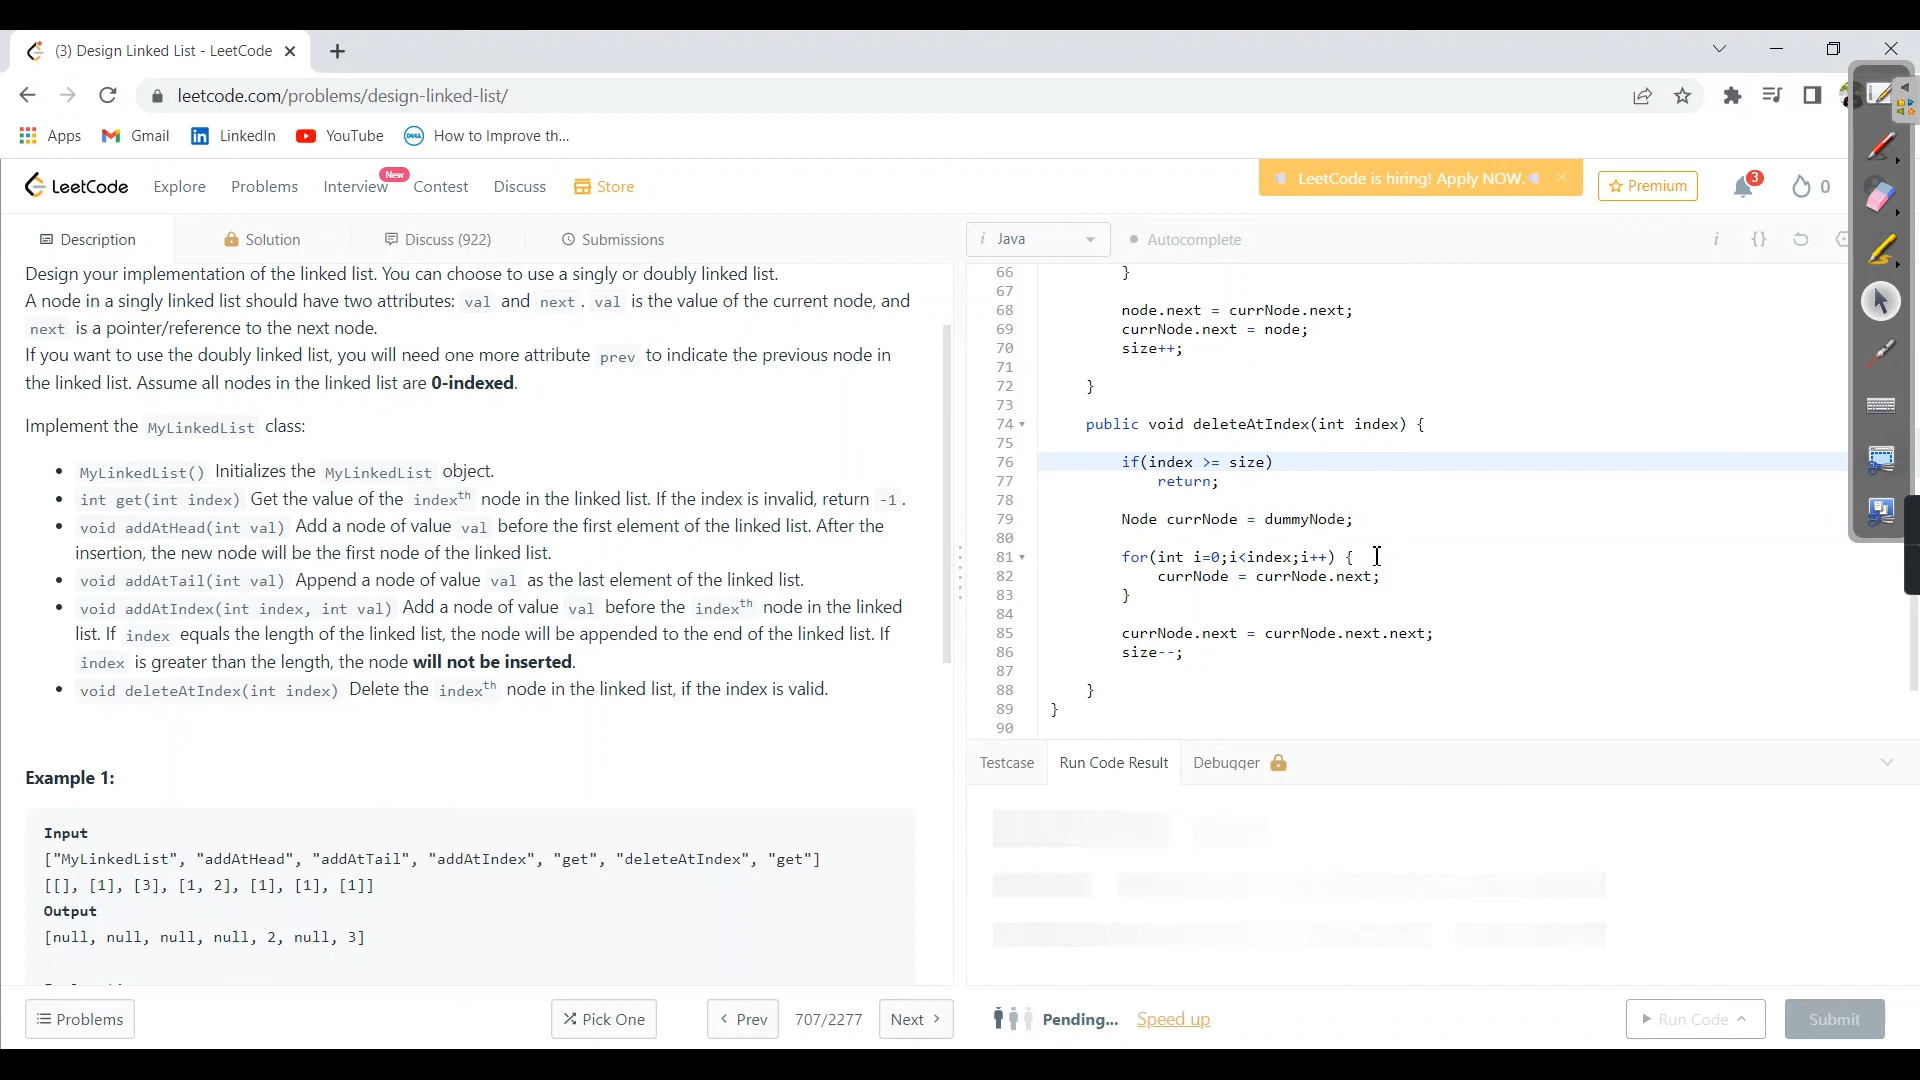 (3) Design Linked List - LeetCode
leetcode.com/problems/design-linked-list/
Apps Gmail LinkedIn YouTube How to Improve th...
LeetCode Explore Problems Interview New Contest Discuss Store LeetCode is hiring! Apply NOW. Premium 3 0
Description Solution Discuss (922) Submissions
Design your implementation of the linked list. You can choose to use a singly or doubly linked list.
A node in a singly linked list should have two attributes: val and next. val is the value of the current node, and
next is a pointer/reference to the next node.
If you want to use the doubly linked list, you will need one more attribute prev to indicate the previous node in
the linked list. Assume all nodes in the linked list are 0-indexed.
Implement the MyLinkedList class:
• MyLinkedList() Initializes the MyLinkedList object.
• int get(int index) Get the value of the indexth node in the linked list. If the index is invalid, return -1.
• void addAtHead(int val) Add a node of value val before the first element of the linked list. After the
insertion, the new node will be the first node of the linked list.
• void addAtTail(int val) Append a node of value val as the last element of the linked list.
• void addAtIndex(int index, int val) Add a node of value val before the indexth node in the linked
list. If index equals the length of the linked list, the node will be appended to the end of the linked list. If
index is greater than the length, the node will not be inserted.
• void deleteAtIndex(int index) Delete the indexth node in the linked list, if the index is valid.
Example 1:
Input
["MyLinkedList", "addAtHead", "addAtTail", "addAtIndex", "get", "deleteAtIndex", "get"]
[[], [1], [3], [1, 2], [1], [1], [1]]
Output
[null, null, null, null, 2, null, 3]
Problems Pick One Prev 707/2277 Next
i Java Autocomplete i {}
66 }
67
68 node.next = currNode.next;
69 currNode.next = node;
70 size++;
71
72 }
73
74 public void deleteAtIndex(int index) {
75
76 if(index >= size)
77 return;
78
79 Node currNode = dummyNode;
80
81 for(int i=0;i<index;i++) {
82 currNode = currNode.next;
83 }
84
85 currNode.next = currNode.next.next;
86 size--;
87
88 }
89 }
90
Testcase Run Code Result Debugger
Pending... Speed up Run Code Submit